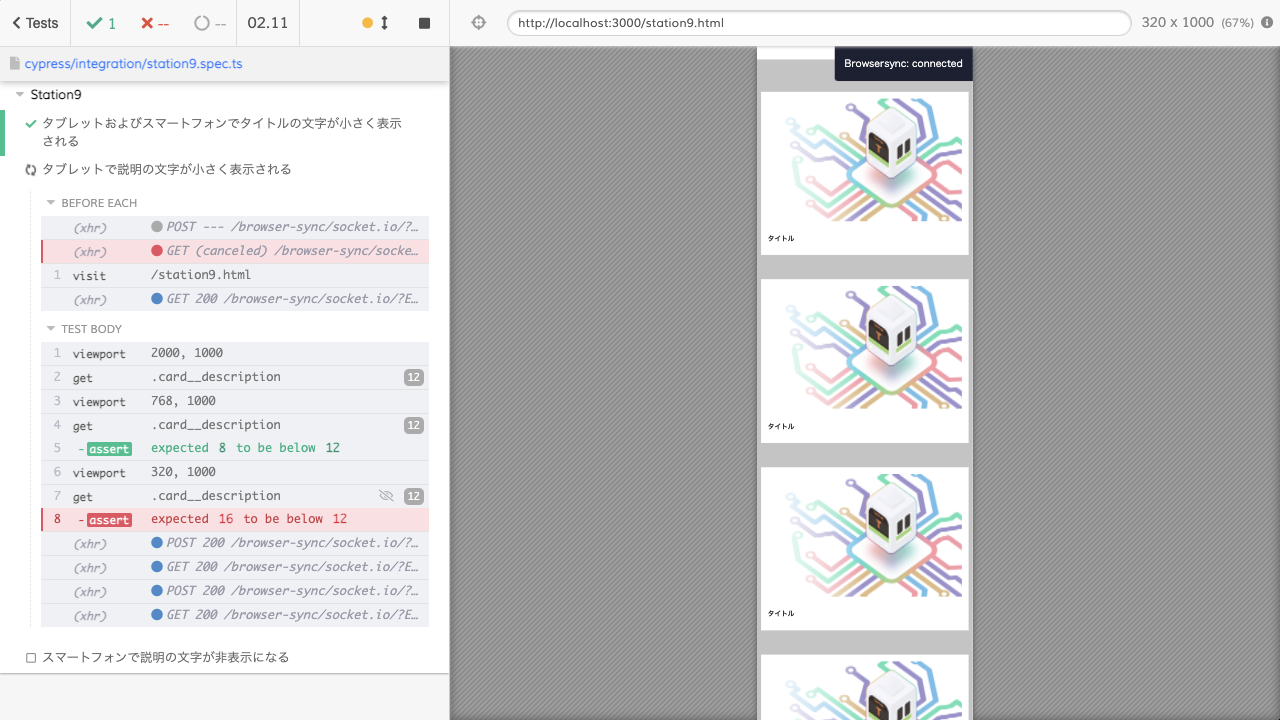 Tests
1
--
--
02.11
http://localhost:3000/station9.html
320 x 1000 (67%)
cypress/integration/station9.spec.ts
Browsersync: connected
Station9
タブレットおよびスマートフォンでタイトルの文字が小さく表示
される
タブレットで説明の文字が小さく表示される
BEFORE EACH
(xhr) POST --- /browser-sync/socket.io/?…
(xhr) GET (canceled) /browser-sync/socke…
1 visit /station9.html
(xhr) GET 200 /browser-sync/socket.io/?E…
TEST BODY
1 viewport 2000, 1000
2 get .card__description 12
3 viewport 768, 1000
4 get .card__description 12
5 -assert expected 8 to be below 12
6 viewport 320, 1000
7 get .card__description 12
8 -assert expected 16 to be below 12
(xhr) POST 200 /browser-sync/socket.io/?…
(xhr) GET 200 /browser-sync/socket.io/?E…
(xhr) POST 200 /browser-sync/socket.io/?…
(xhr) GET 200 /browser-sync/socket.io/?E…
スマートフォンで説明の文字が非表示になる
タイトル
タイトル
タイトル